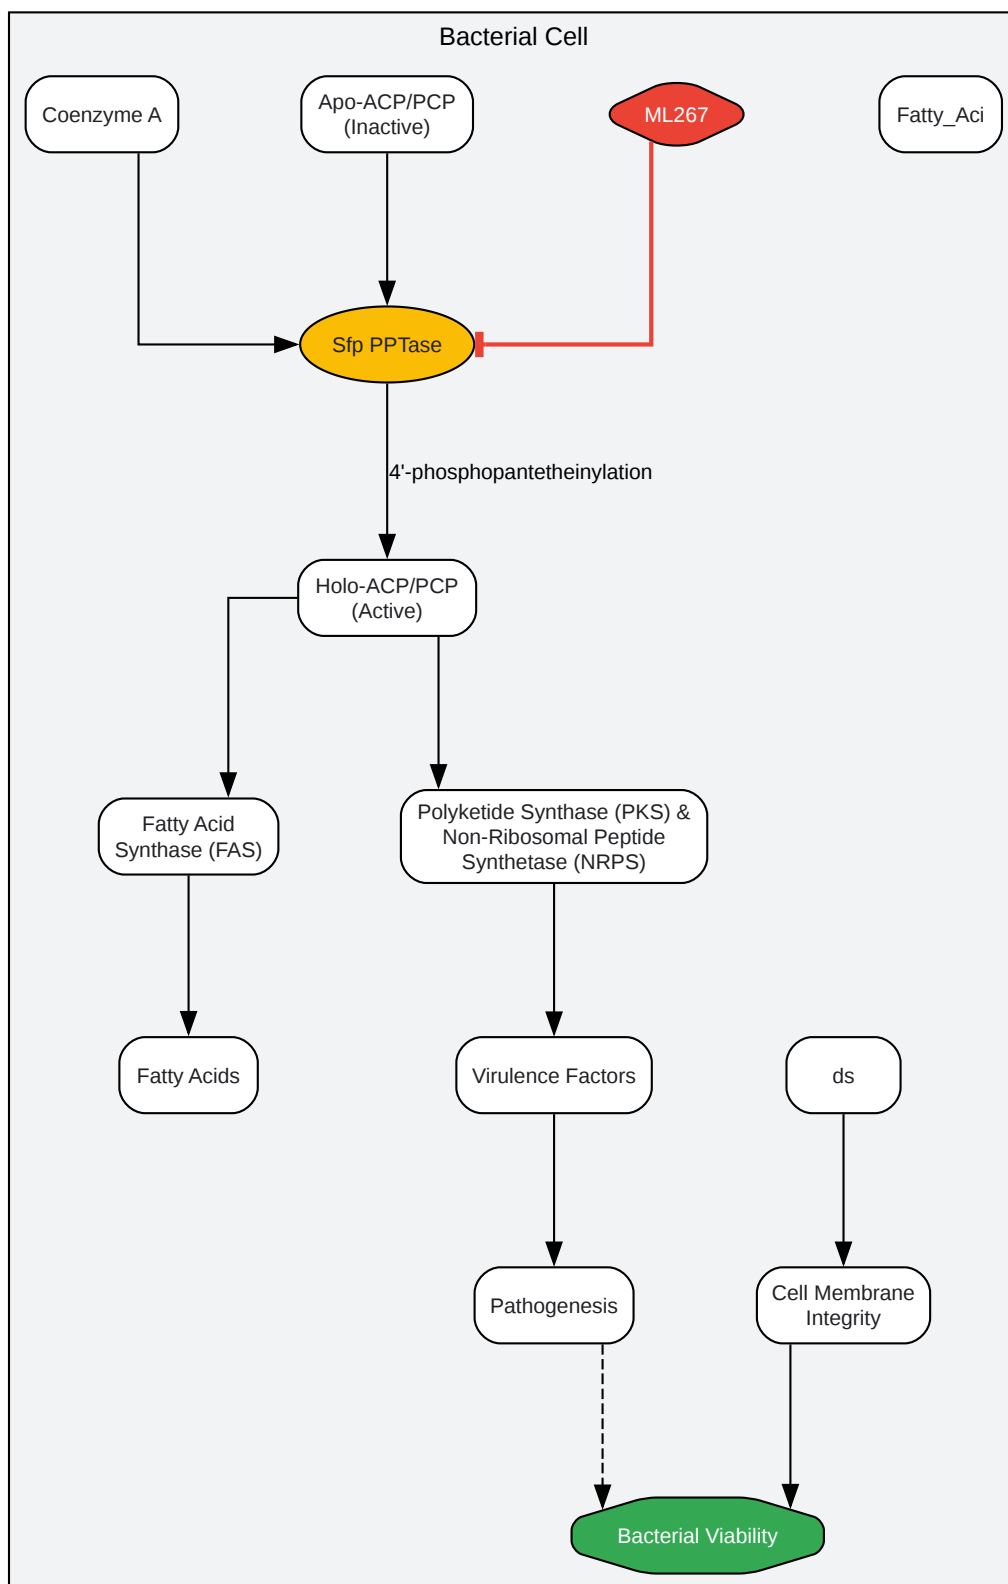 Bacterial Cell
Coenzyme A
Apo-ACP/PCP
(Inactive)
ML267
Fatty_Aci
Sfp PPTase
4'-phosphopantetheinylation
Holo-ACP/PCP
(Active)
Fatty Acid
Synthase (FAS)
Polyketide Synthase (PKS) &
Non-Ribosomal Peptide
Synthetase (NRPS)
Fatty Acids
Virulence Factors
ds
Pathogenesis
Cell Membrane
Integrity
Bacterial Viability